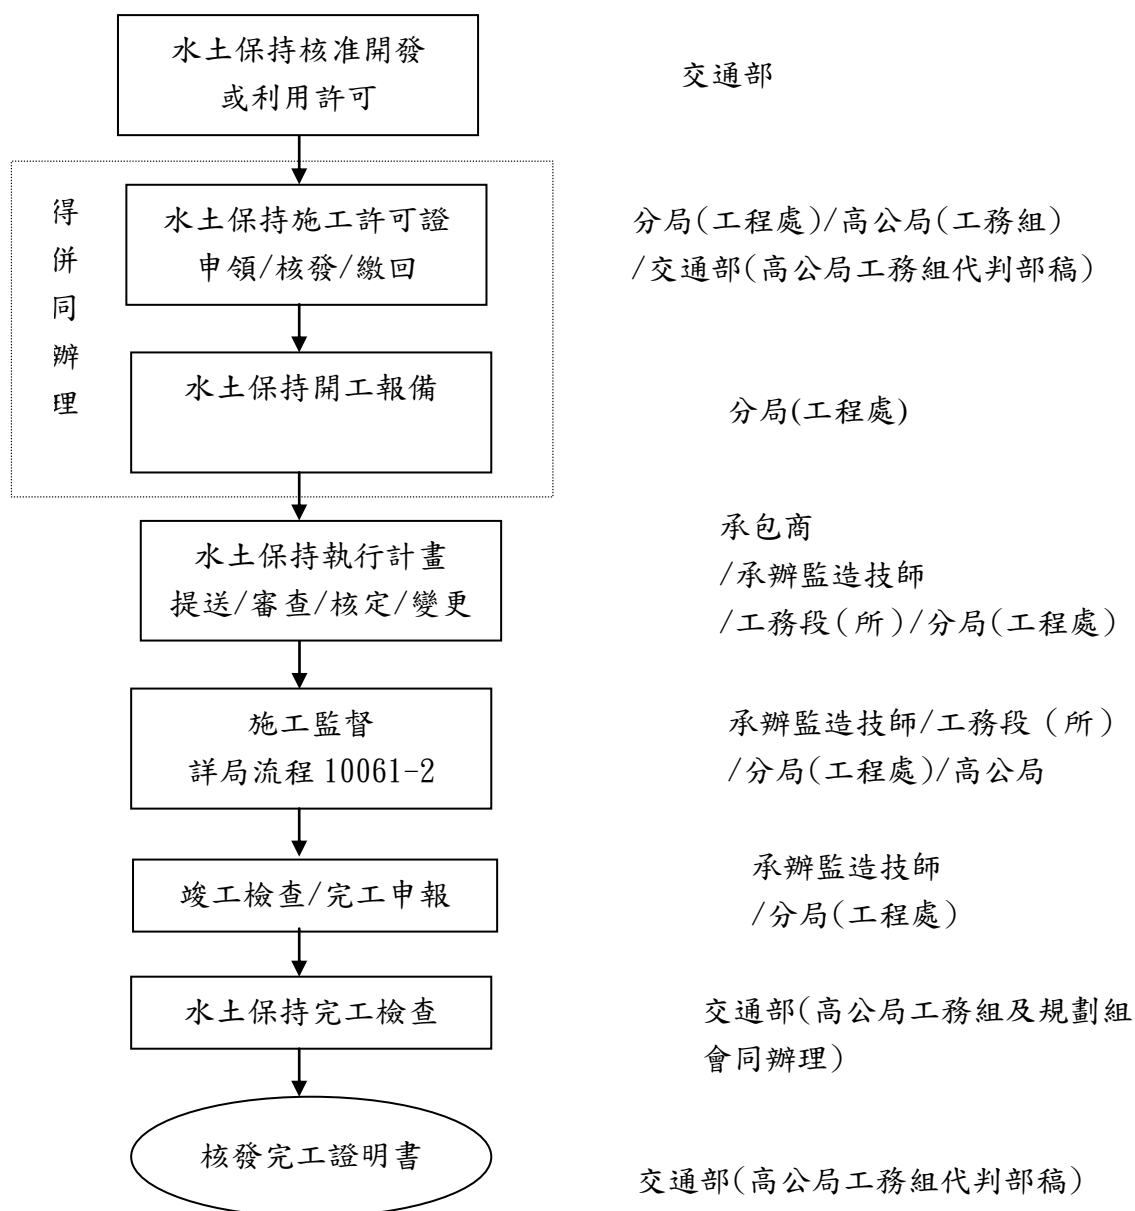 水土保持核准開發
或利用許可
交通部
得
併
同
辦
理
水土保持施工許可證
申領/核發/繳回
分局(工程處)/高公局(工務組)
/交通部(高公局工務組代判部稿)
水土保持開工報備
分局(工程處)
水土保持執行計畫
提送/審查/核定/變更
承包商
/承辦監造技師
/工務段(所)/分局(工程處)
施工監督
詳局流程 10061-2
承辦監造技師/工務段(所)
/分局(工程處)/高公局
竣工檢查/完工申報
承辦監造技師
/分局(工程處)
水土保持完工檢查
交通部(高公局工務組及規劃組
會同辦理)
核發完工證明書
交通部(高公局工務組代判部稿)